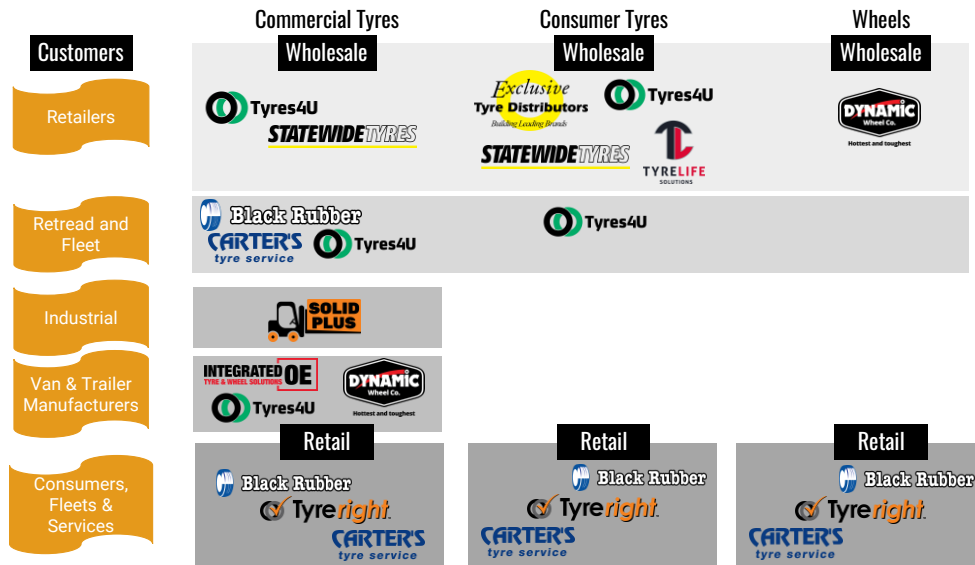 Commercial Tyres
Consumer Tyres
Wheels
Customers
Wholesale
Wholesale
Wholesale
Retailers
Tyres4U
STATEWIDETYRES
Exclusive
Tyre Distributors
Building Leading Brands
Tyres4U
STATEWIDETYRES
TYRELIFE
SOLUTIONS
DYNAMIC
Wheel Co.
Hottest and toughest
Retread and
Fleet
Black Rubber
CARTER'S
tyre service
Tyres4U
Tyres4U
Industrial
SOLID
PLUS
Van & Trailer
Manufacturers
INTEGRATED OE
TYRE & WHEEL SOLUTIONS
Tyres4U
DYNAMIC
Wheel Co.
Hottest and toughest
Retail
Retail
Retail
Consumers,
Fleets &
Services
Black Rubber
Tyreright
CARTER'S
tyre service
Black Rubber
Tyreright
CARTER'S
tyre service
Black Rubber
Tyreright
CARTER'S
tyre service